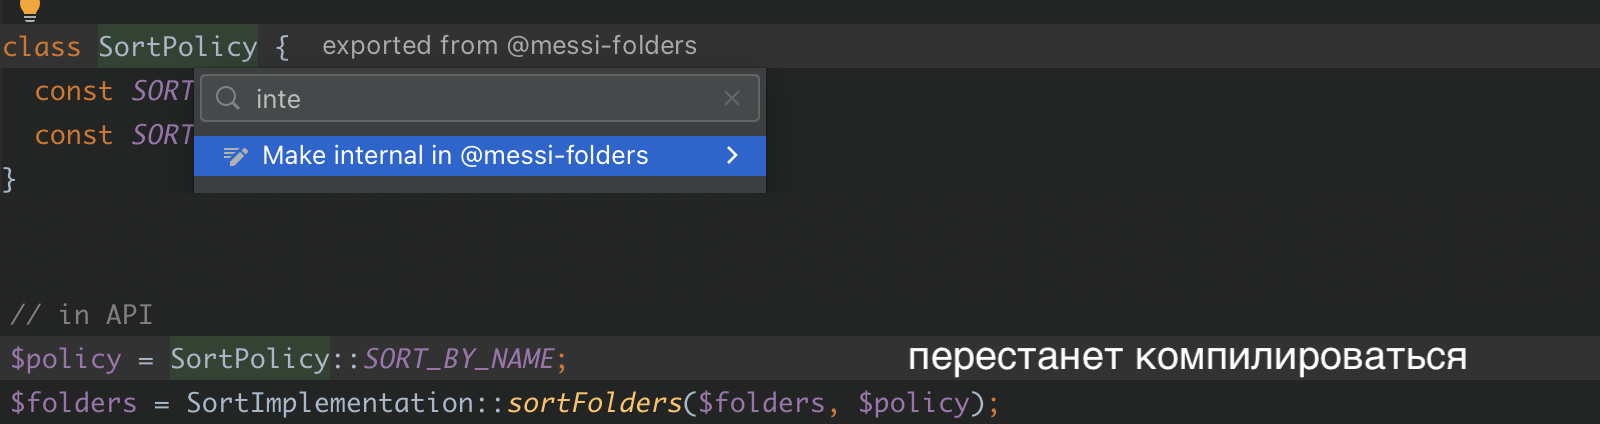 class SortPolicy { exported from @messi-folders
const SORT
inte
const SORT
Make internal in @messi-folders
}
// in API
$policy = SortPolicy::SORT_BY_NAME; перестанет компилироваться
$folders = SortImplementation::sortFolders($folders, $policy);